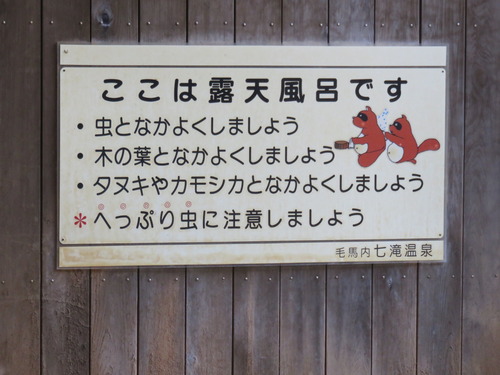 ここは露天風呂です
・虫となかよくしましょう
・木の葉となかよくしましょう
・タヌキやカモシカとなかよくしましょう
*へっぷり虫に注意しましょう
毛馬内七滝温泉